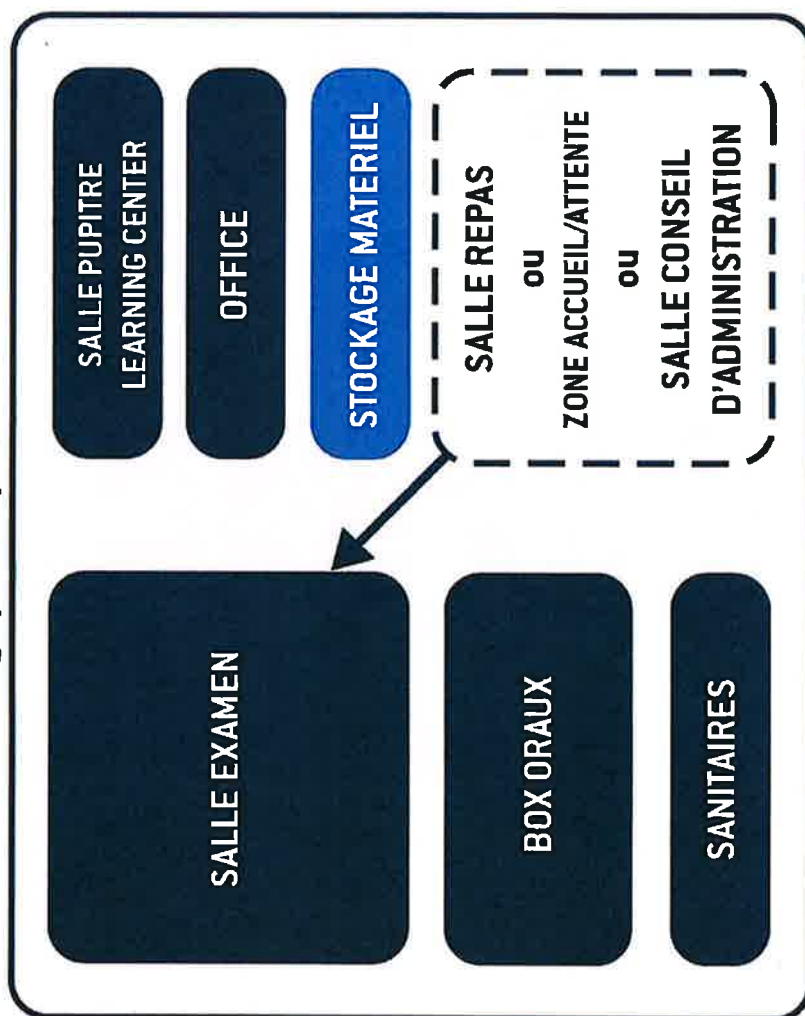 SALLE EXAMEN
BOX ORAUX
SANITAIRES
SALLE PUPITRE
LEARNING CENTER
OFFICE
STOCKAGE MATERIEL
SALLE REPAS
ou
ZONE ACCUEIL/ATTENTE
ou
SALLE CONSEIL
D'ADMINISTRATION